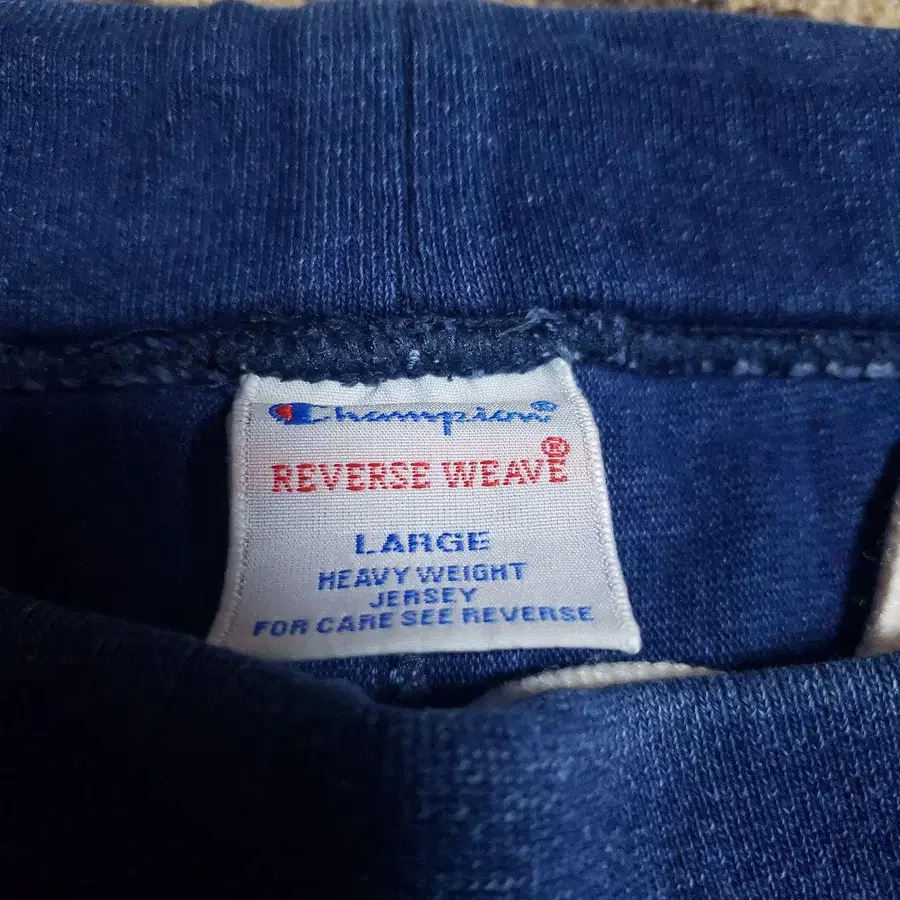 Champion®
REVERSE WEAVE®
LARGE
HEAVY WEIGHT
JERSEY
FOR CARE SEE REVERSE